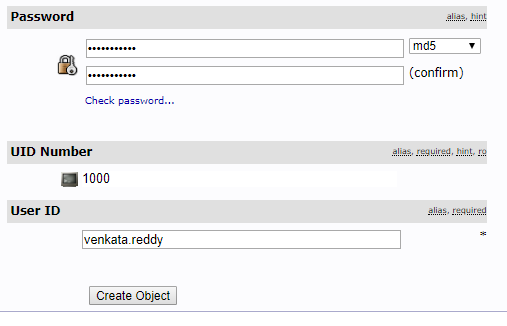 Password alias, hint
••••••••••• md5
••••••••••• (confirm)
Check password...
UID Number alias, required, hint, ro
1000
User ID alias, required
venkata.reddy *
Create Object